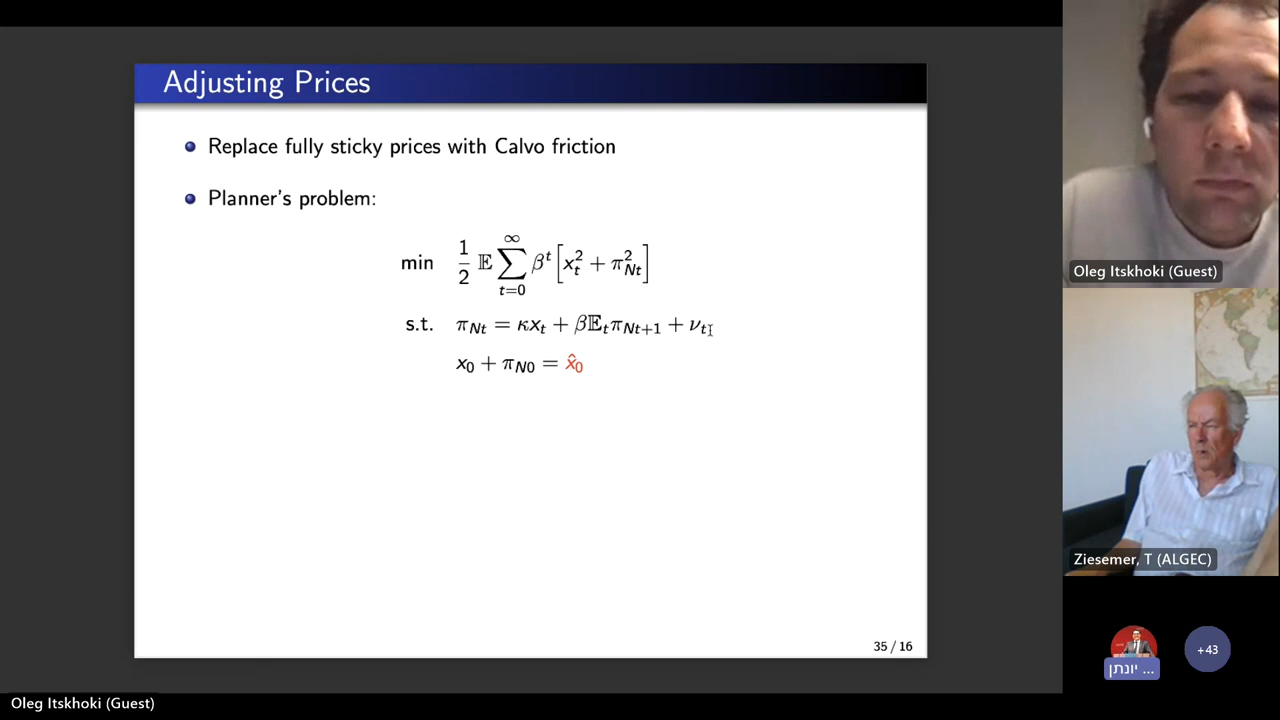 Adjusting Prices
Replace fully sticky prices with Calvo friction
Planner's problem:
min 1/2 𝔼 ∑_{t=0}^{∞} β^t [x_t^2 + π_{Nt}^2]
s.t. π_{Nt} = κx_t + β𝔼_tπ_{Nt+1} + ν_t
x_0 + π_{N0} = x̂_0
35 / 16
Oleg Itskhoki (Guest)
Ziesemer, T (ALGEC)
יונתן ...
+43
Oleg Itskhoki (Guest)